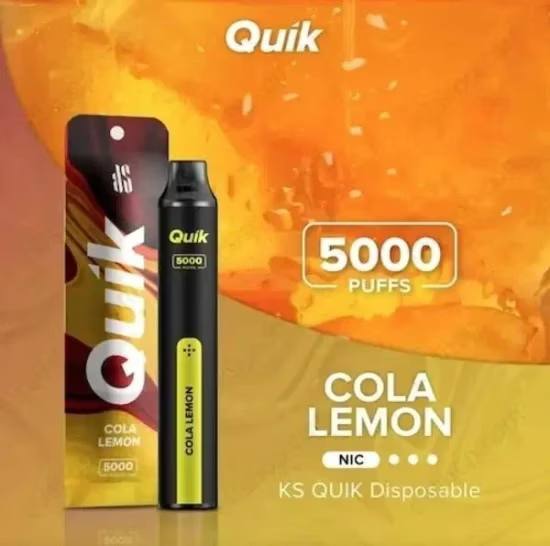 Quik
ks
Quik
COLA
LEMON
5000
Quik
5000
COLA LEMON
5000
PUFFS
COLA
LEMON
NIC
KS QUIK Disposable